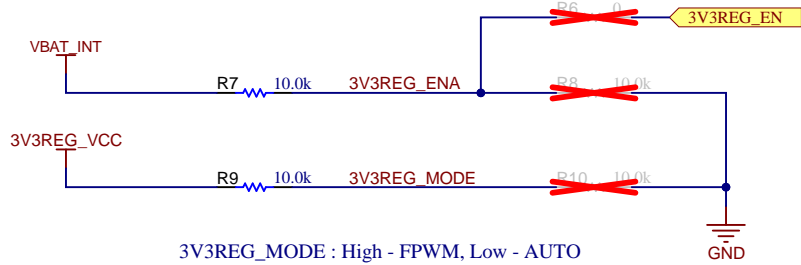 R6 0
3V3REG_EN
VBAT_INT
R7 10.0k 3V3REG_ENA R8 10.0k
3V3REG_VCC
R9 10.0k 3V3REG_MODE R10 10.0k
3V3REG_MODE : High - FPWM, Low - AUTO
GND